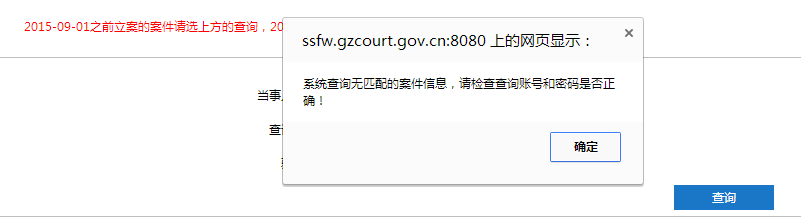 2015-09-01之前立案的案件请选上方的查询，20
ssfw.gzcourt.gov.cn:8080 上的网页显示：
系统查询无匹配的案件信息，请检查查询账号和密码是否正
确！
当事
查
确定
查询